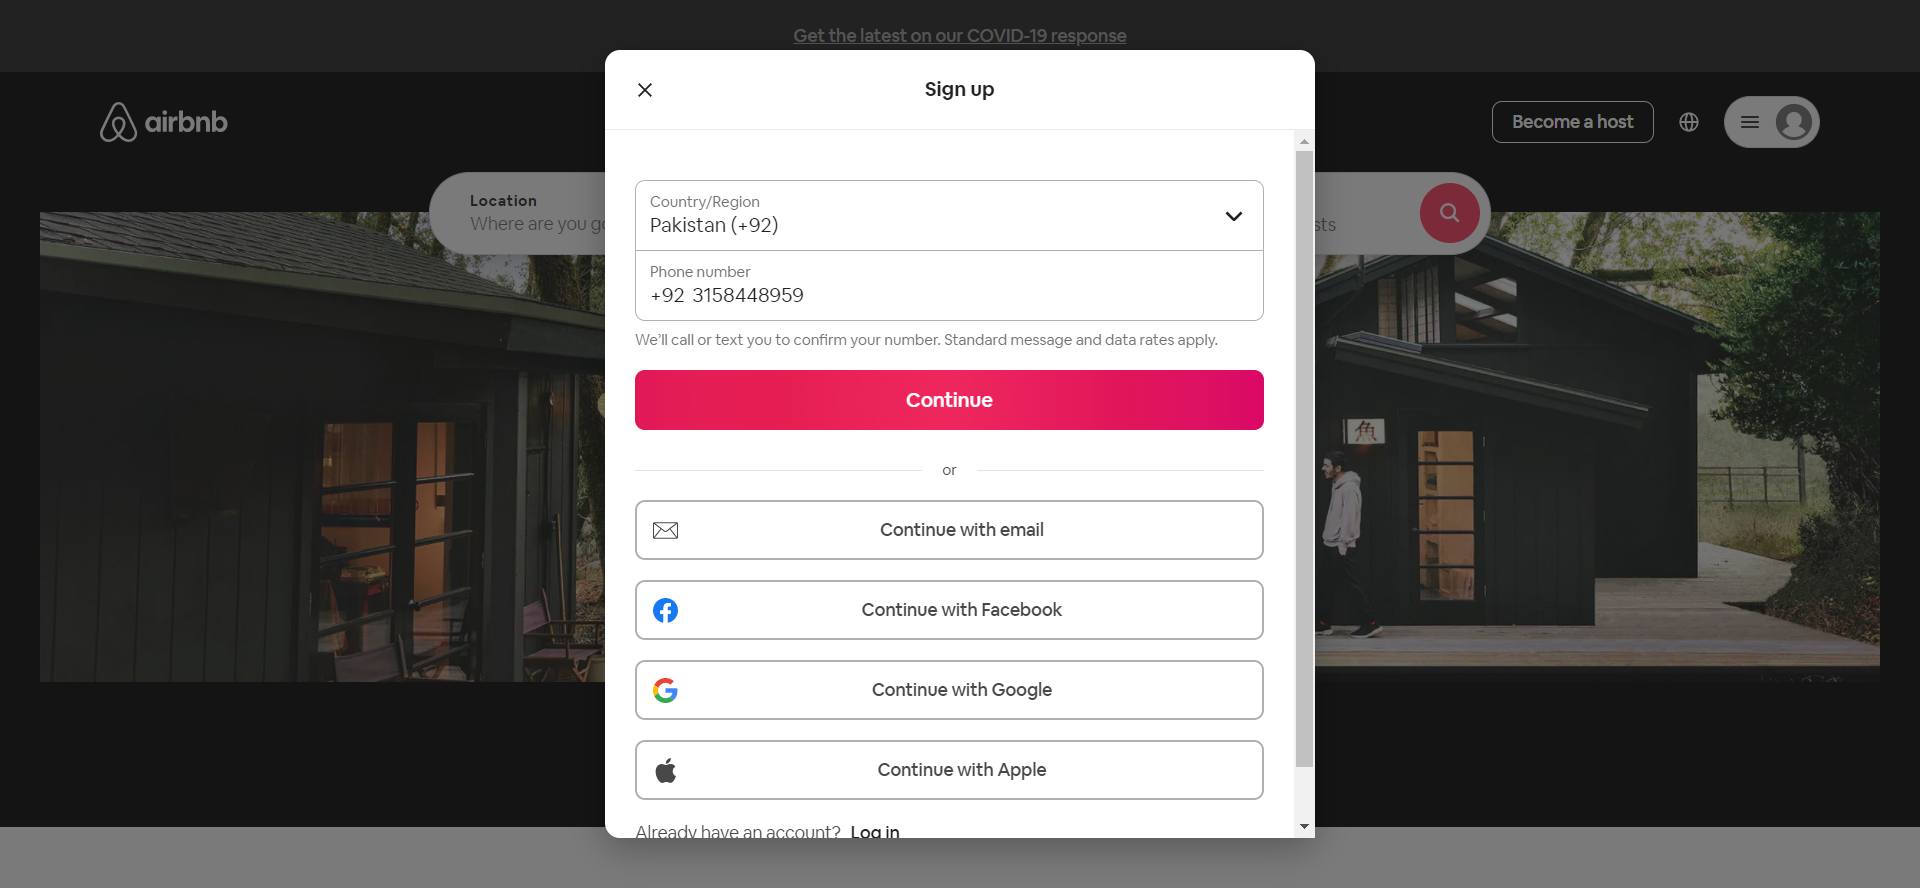 Get the latest on our COVID-19 response
Sign up
airbnb
Become a host
Location
Where are you go
sts
Country/Region
Pakistan (+92)
Phone number
+92 3158448959
We'll call or text you to confirm your number. Standard message and data rates apply.
Continue
or
魚
Continue with email
Continue with Facebook
Continue with Google
Continue with Apple
Already have an account? Log in